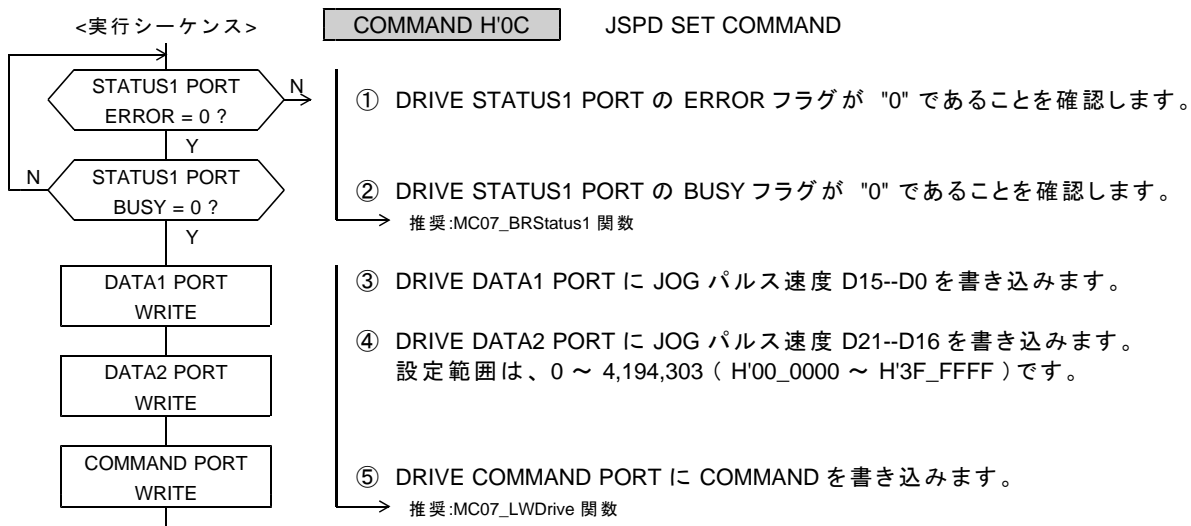 <実行シーケンス>
COMMAND H'0C JSPD SET COMMAND
STATUS1 PORT
ERROR = 0 ?
N
Y
STATUS1 PORT
BUSY = 0 ?
N
Y
DATA1 PORT
WRITE
DATA2 PORT
WRITE
COMMAND PORT
WRITE
① DRIVE STATUS1 PORT の ERROR フラグが "0" であることを確認します。
② DRIVE STATUS1 PORT の BUSY フラグが "0" であることを確認します。
推奨:MC07_BRStatus1 関数
③ DRIVE DATA1 PORT に JOG パルス速度 D15--D0 を書き込みます。
④ DRIVE DATA2 PORT に JOG パルス速度 D21--D16 を書き込みます。
設定範囲は、0 ～ 4,194,303 ( H'00_0000 ～ H'3F_FFFF ) です。
⑤ DRIVE COMMAND PORT に COMMAND を書き込みます。
推奨:MC07_LWDrive 関数